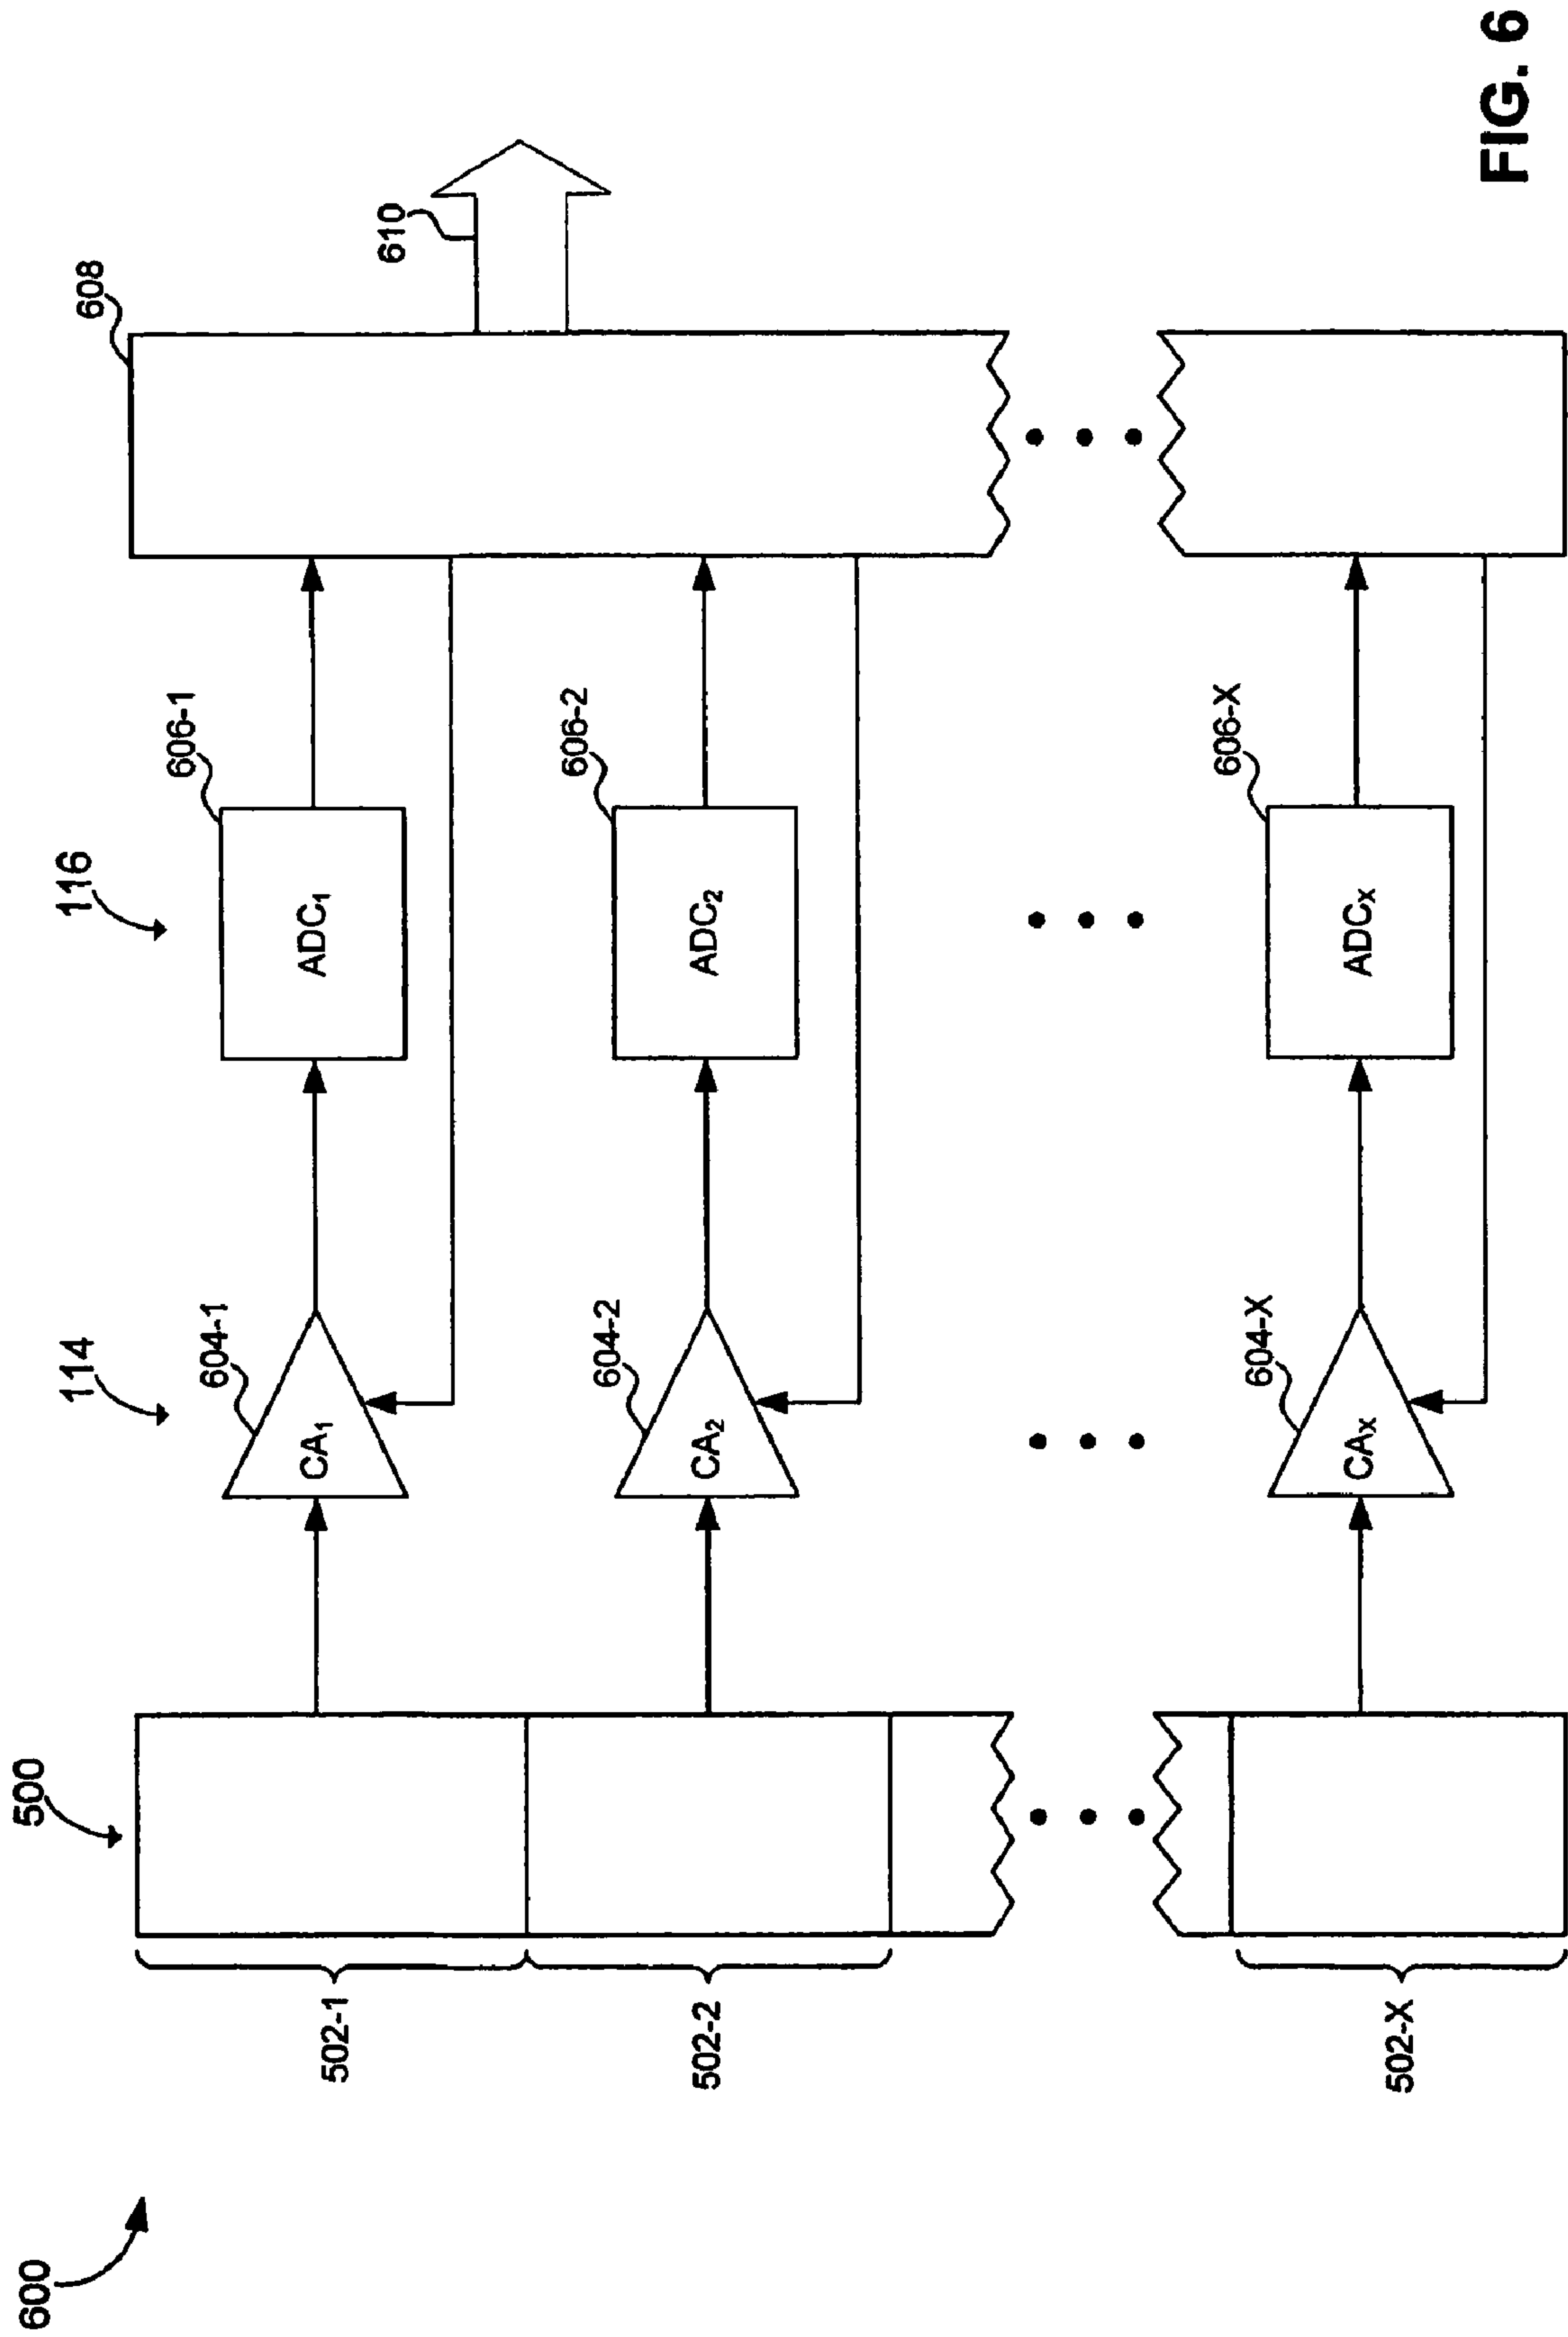 600
500
114
116
608
610
502-1
604-1
CA₁
606-1
ADC₁
502-2
604-2
CA₂
606-2
ADC₂
502-X
604-X
CAₓ
606-X
ADCₓ
FIG. 6